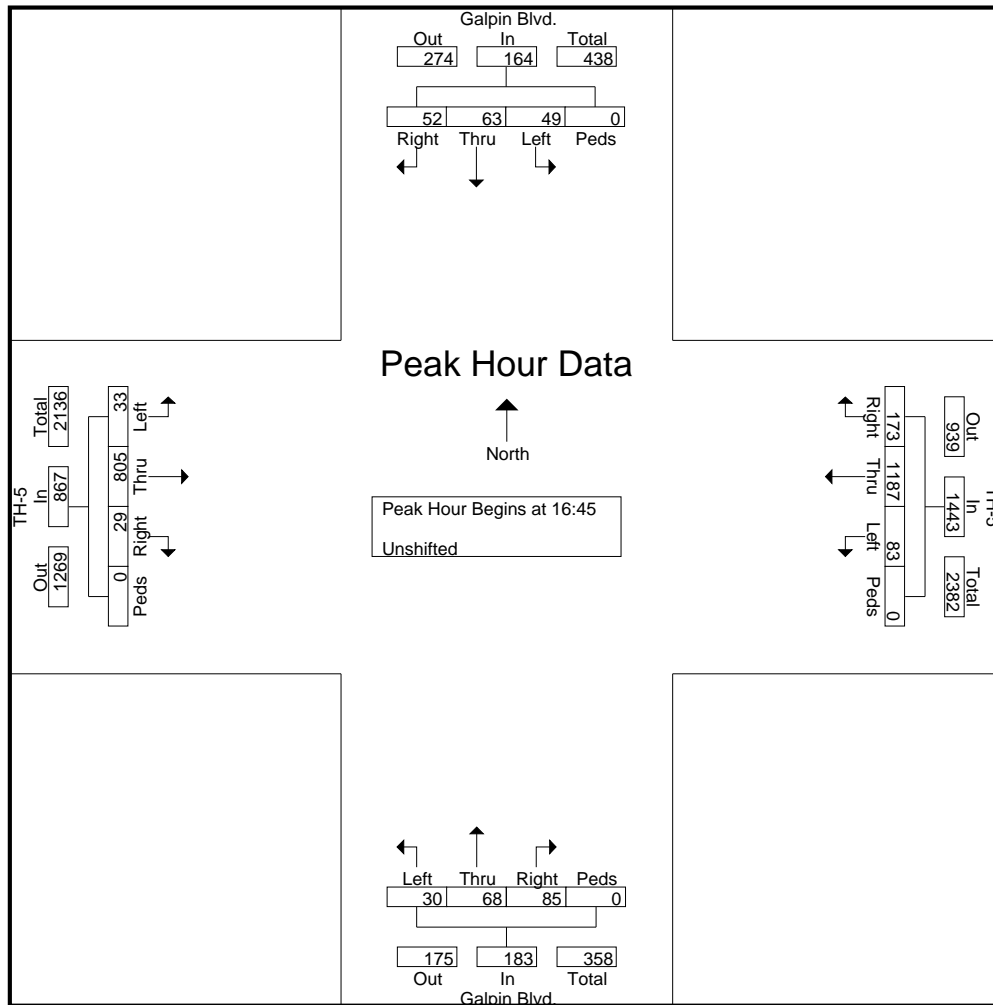 Galpin Blvd.
Out In Total
274 164 438
52 63 49 0
Right Thru Left Peds
Peak Hour Data
North
Peak Hour Begins at 16:45
Unshifted
TH-5
Total In Out
2136 867 1269
33 805 29 0
Left Thru Right Peds
TH-5
Out In Total
939 1443 2382
173 1187 83 0
Right Thru Left Peds
Left Thru Right Peds
30 68 85 0
175 183 358
Out In Total
Galpin Blvd.